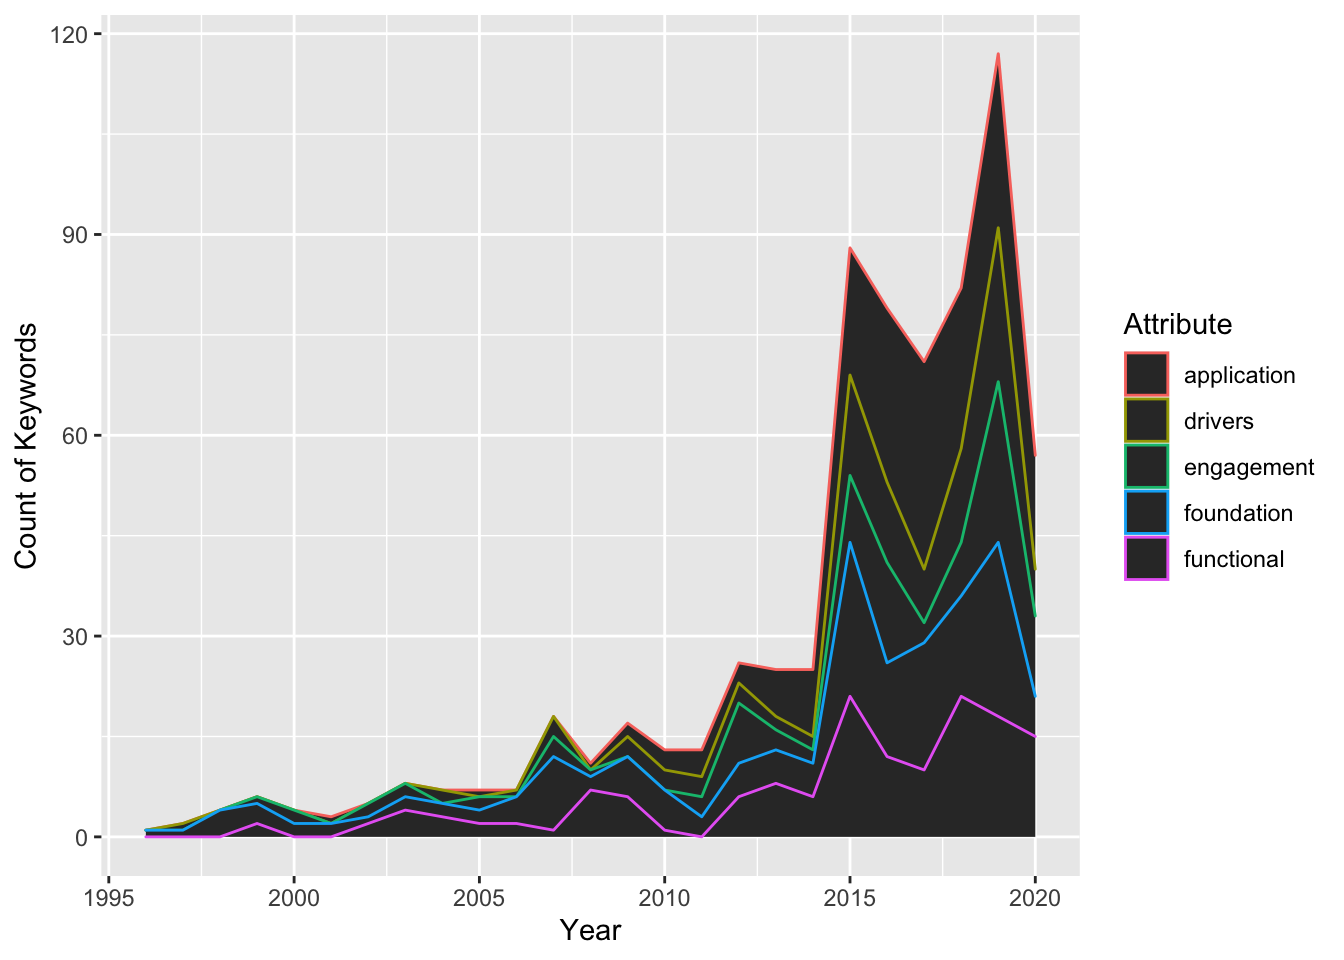 120
90
60
30
0
Count of Keywords
1995 2000 2005 2010 2015 2020
Year
Attribute
application
drivers
engagement
foundation
functional